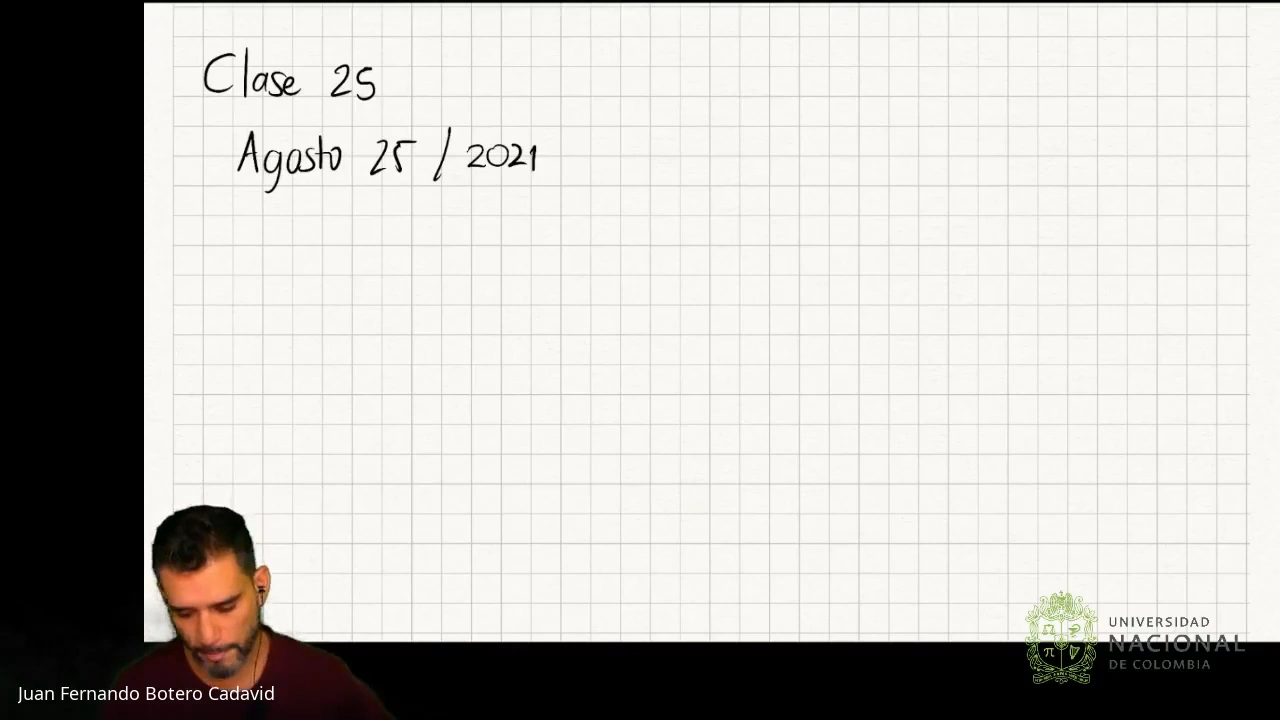 Clase 25
Agosto 25 / 2021
UNIVERSIDAD
NACIONAL
DE COLOMBIA
Juan Fernando Botero Cadavid